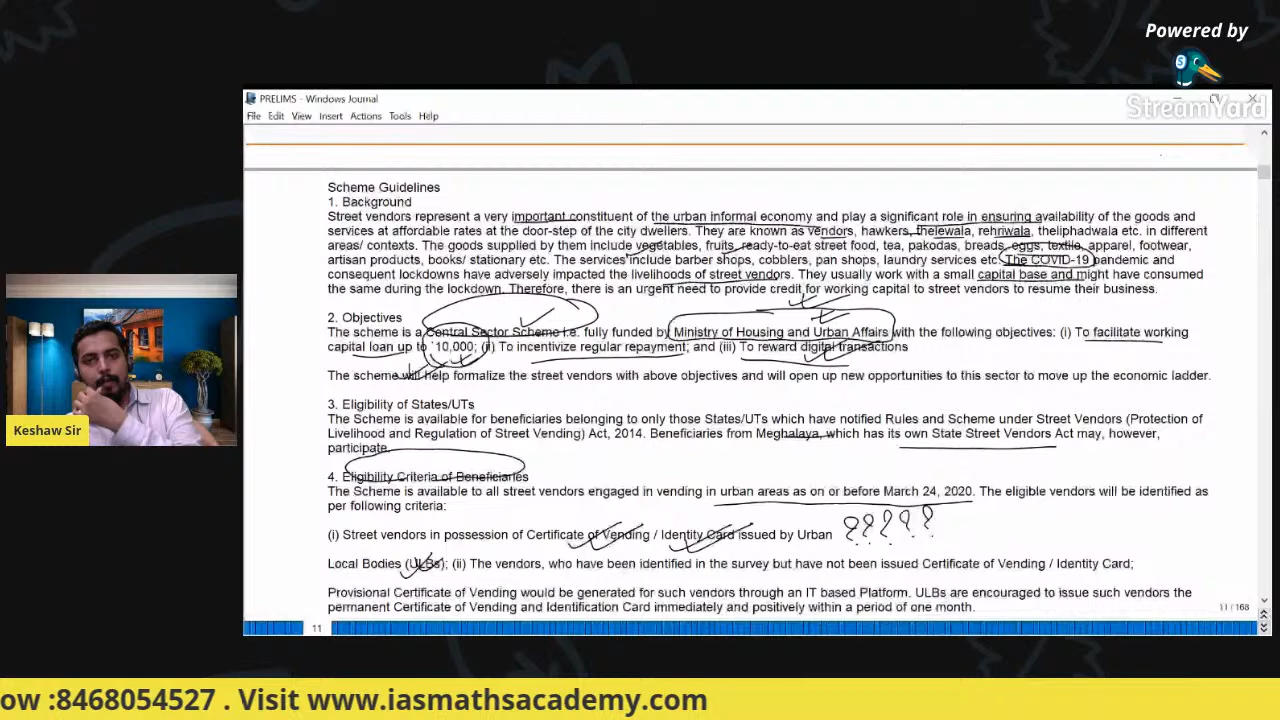 Powered by
StreamYard
PRELIMS - Windows Journal
File Edit View Insert Actions Tools Help
Scheme Guidelines
1. Background
Street vendors represent a very important constituent of the urban informal economy and play a significant role in ensuring availability of the goods and
services at affordable rates at the door-step of the city dwellers. They are known as vendors, hawkers, thelewala, rehriwala, theliphadwala etc. in different
areas/ contexts. The goods supplied by them include vegetables, fruits, ready-to-eat street food, tea, pakodas, breads, eggs, textile, apparel, footwear,
artisan products, books/ stationary etc. The services include barber shops, cobblers, pan shops, laundry services etc. The COVID-19 pandemic and
consequent lockdowns have adversely impacted the livelihoods of street vendors. They usually work with a small capital base and might have consumed
the same during the lockdown. Therefore, there is an urgent need to provide credit for working capital to street vendors to resume their business.
2. Objectives
The scheme is a Central Sector Scheme i.e. fully funded by Ministry of Housing and Urban Affairs with the following objectives: (i) To facilitate working
capital loan up to `10,000; (ii) To incentivize regular repayment; and (iii) To reward digital transactions
The scheme will help formalize the street vendors with above objectives and will open up new opportunities to this sector to move up the economic ladder.
3. Eligibility of States/UTs
The Scheme is available for beneficiaries belonging to only those States/UTs which have notified Rules and Scheme under Street Vendors (Protection of
Livelihood and Regulation of Street Vending) Act, 2014. Beneficiaries from Meghalaya, which has its own State Street Vendors Act may, however,
participate.
4. Eligibility Criteria of Beneficiaries
The Scheme is available to all street vendors engaged in vending in urban areas as on or before March 24, 2020. The eligible vendors will be identified as
per following criteria:
(i) Street vendors in possession of Certificate of Vending / Identity Card issued by Urban ?????
Local Bodies (ULBs); (ii) The vendors, who have been identified in the survey but have not been issued Certificate of Vending / Identity Card;
Provisional Certificate of Vending would be generated for such vendors through an IT based Platform. ULBs are encouraged to issue such vendors the
permanent Certificate of Vending and Identification Card immediately and positively within a period of one month.
11 / 168
11
Keshaw Sir
ow :8468054527 . Visit www.iasmathsacademy.com